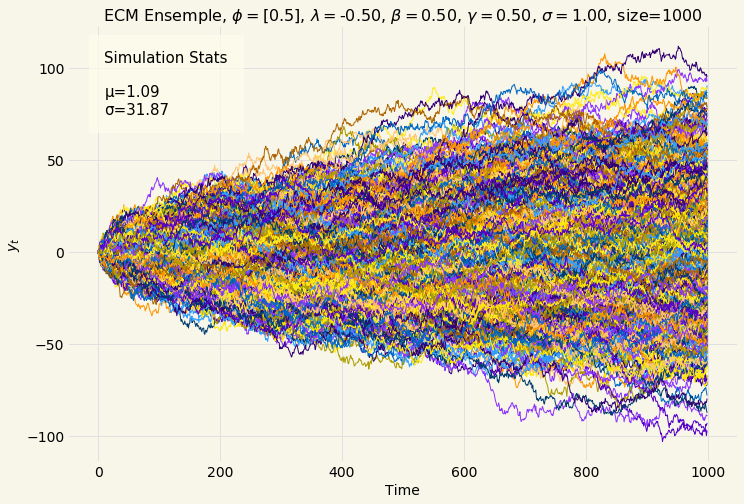 ECM Ensemple, ϕ = [0.5], λ = -0.50, β = 0.50, γ = 0.50, σ = 1.00, size=1000
Simulation Stats
μ=1.09
σ=31.87
100
50
0
−50
−100
y_t
0 200 400 600 800 1000
Time